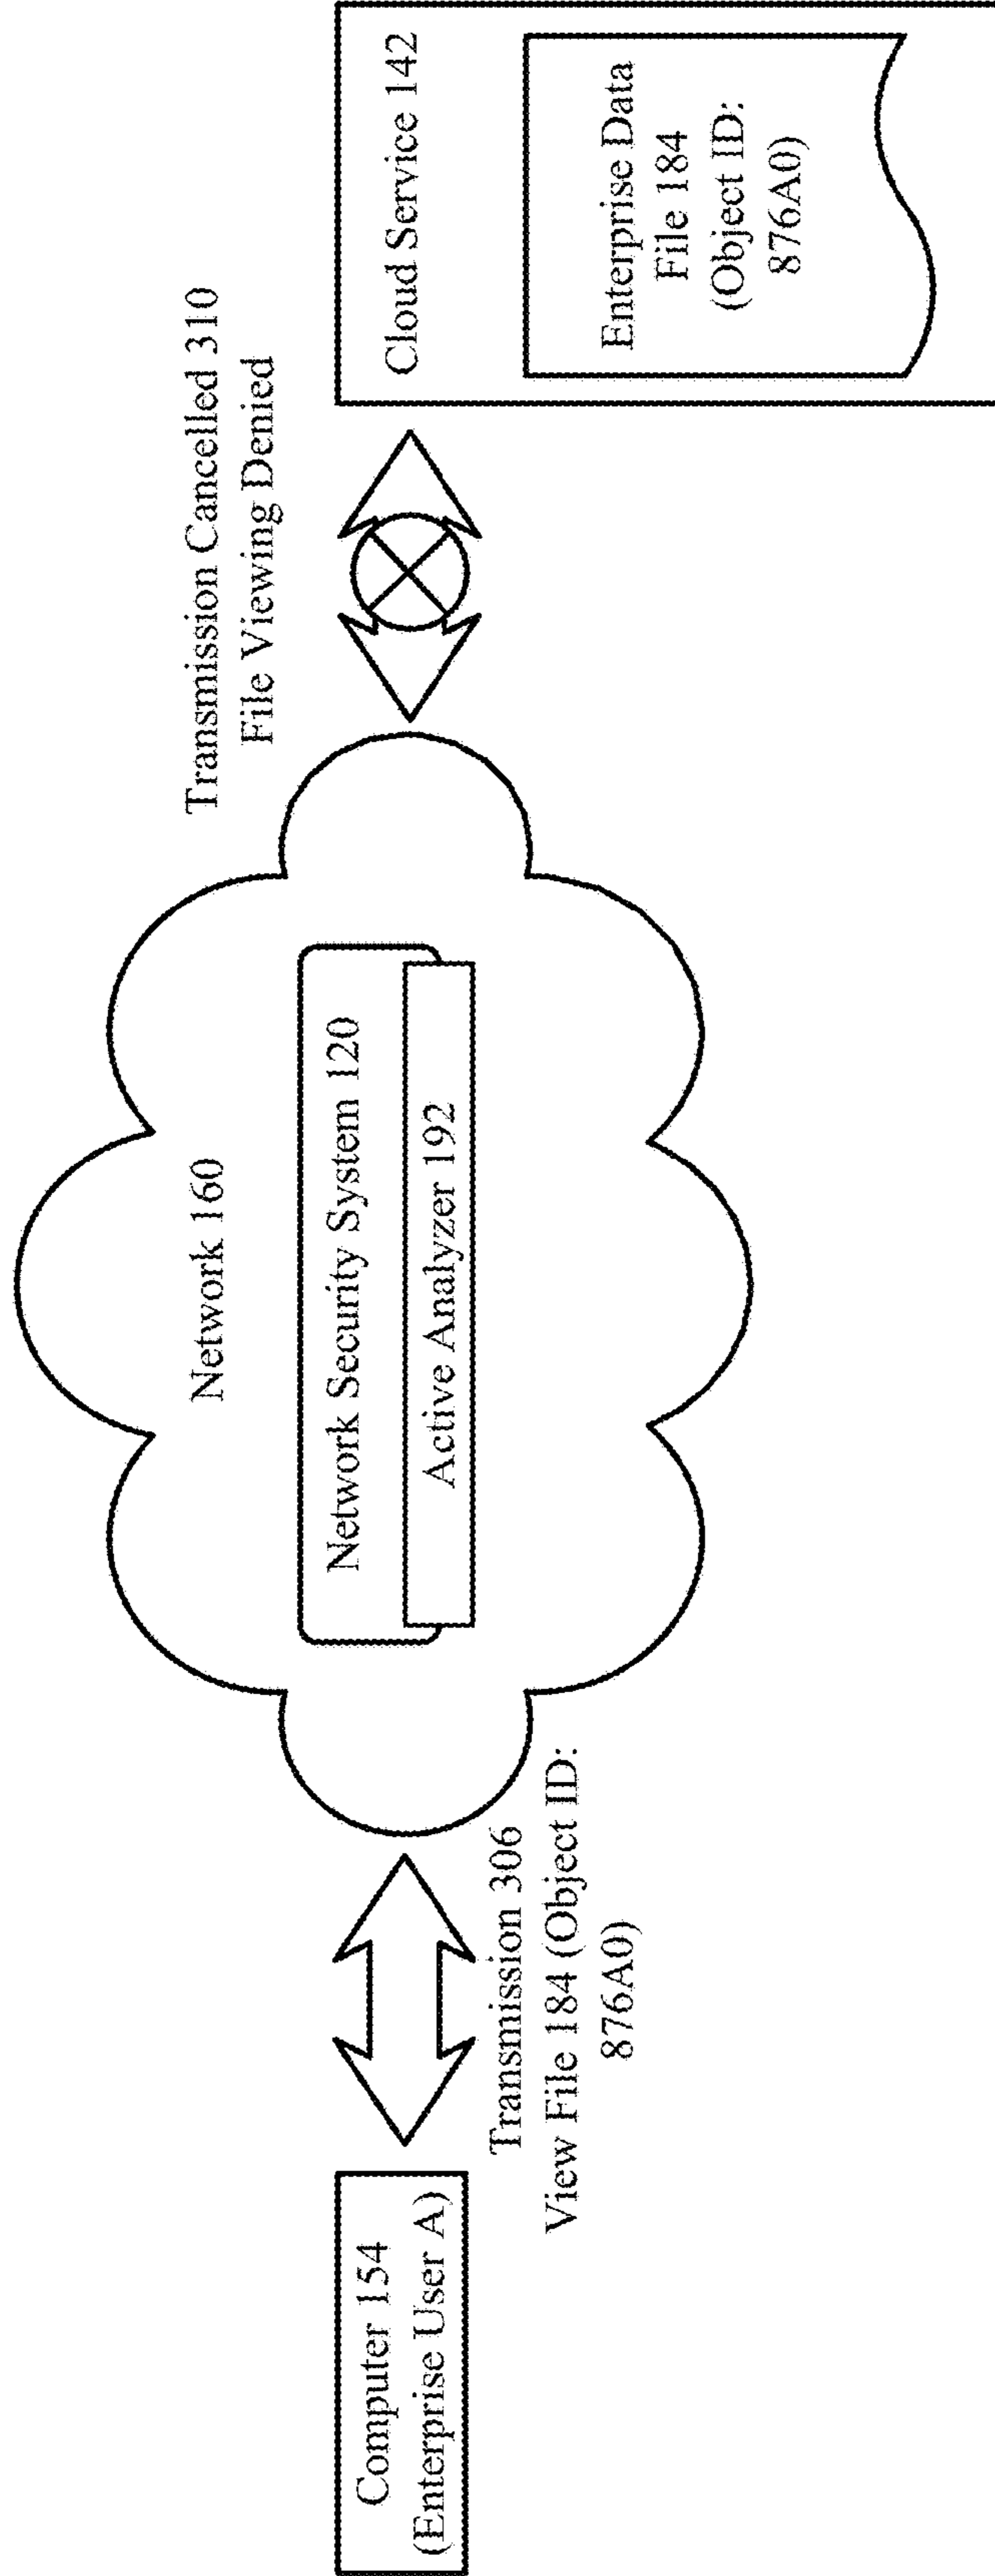 Computer 154
(Enterprise User A)
Transmission 306
View File 184 (Object ID:
876A0)
Network 160
Network Security System 120
Active Analyzer 192
Transmission Cancelled 310
File Viewing Denied
Cloud Service 142
Enterprise Data
File 184
(Object ID:
876A0)